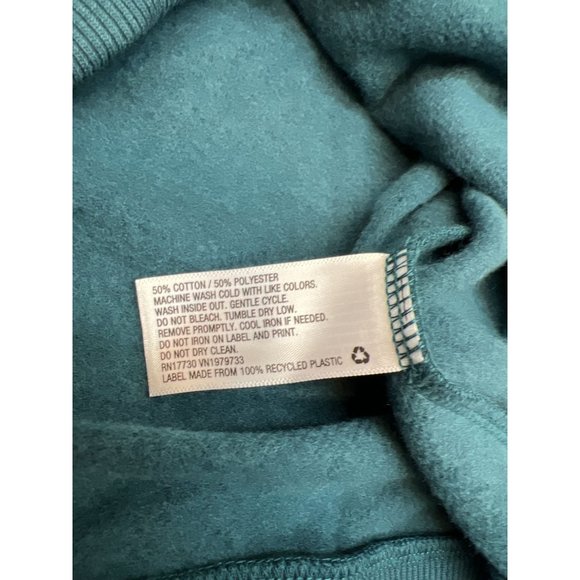 50% COTTON / 50% POLYESTER
MACHINE WASH COLD WITH LIKE COLORS.
WASH INSIDE OUT. GENTLE CYCLE.
DO NOT BLEACH. TUMBLE DRY LOW.
REMOVE PROMPTLY. COOL IRON IF NEEDED.
DO NOT IRON ON LABEL AND PRINT.
DO NOT DRY CLEAN.
RN17730 VN1979733
LABEL MADE FROM 100% RECYCLED PLASTIC